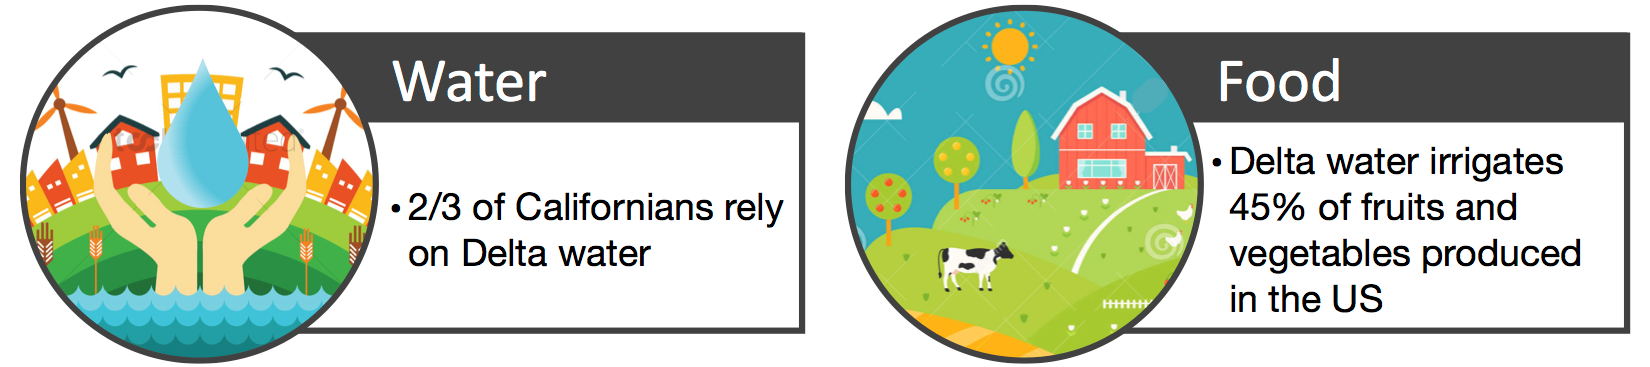 Water
• 2/3 of Californians rely
on Delta water
Food
• Delta water irrigates
45% of fruits and
vegetables produced
in the US